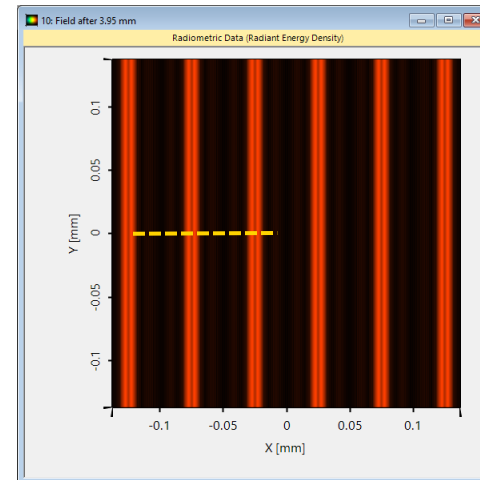 10: Field after 3.95 mm
Radiometric Data (Radiant Energy Density)
0.1
0.05
0
-0.05
-0.1
Y [mm]
-0.1
-0.05
0
0.05
0.1
X [mm]